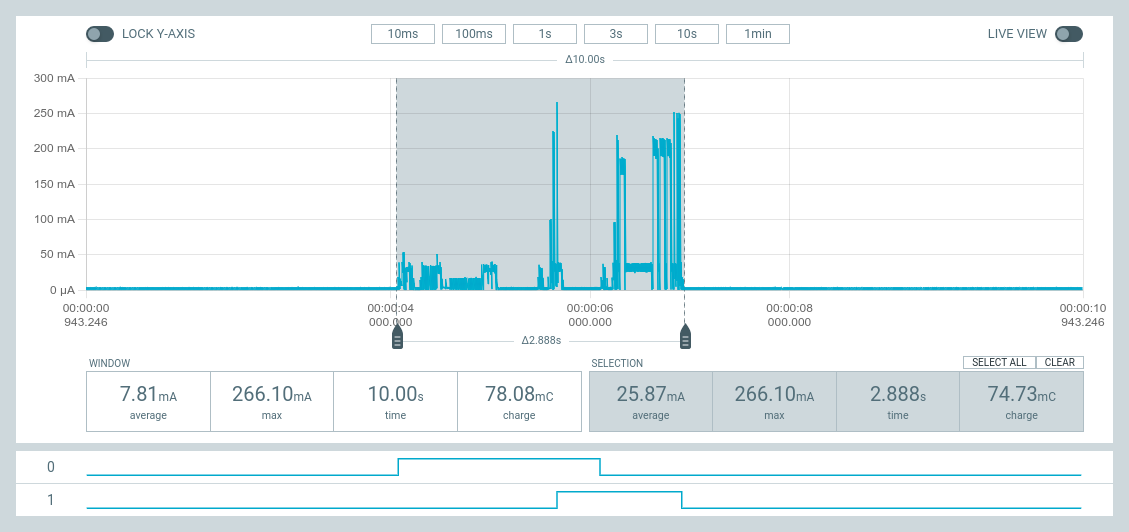 LOCK Y-AXIS 10ms 100ms 1s 3s 10s 1min LIVE VIEW
Δ10.00s
300 mA
250 mA
200 mA
150 mA
100 mA
50 mA
0 µA
00:00:00 00:00:04 00:00:06 00:00:08 00:00:10
943.246 000.000 000.000 000.000 943.246
Δ2.888s
WINDOW SELECTION SELECT ALL CLEAR
7.81mA 266.10mA 10.00s 78.08mC 25.87mA 266.10mA 2.888s 74.73mC
average max time charge average max time charge
0
1